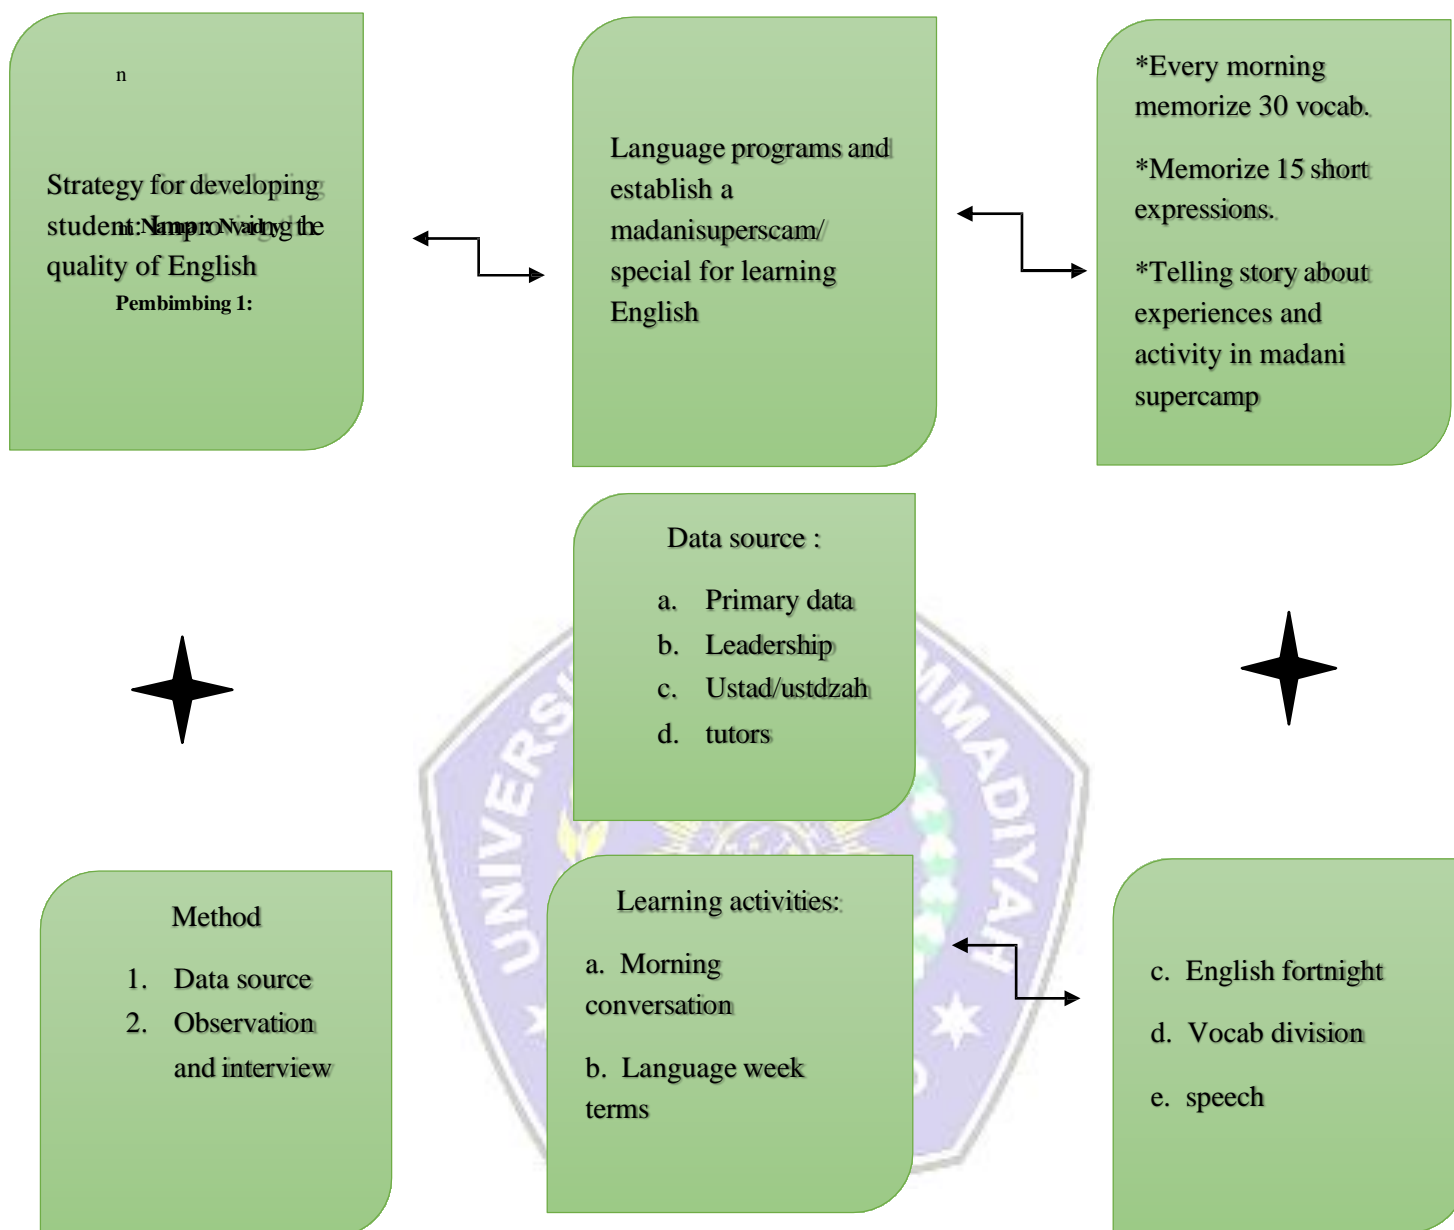 n
Strategy for developing
student: Improving the
quality of English
Pembimbing 1:
Language programs and
establish a
madanisuperscam/
special for learning
English
*Every morning
memorize 30 vocab.
*Memorize 15 short
expressions.
*Telling story about
experiences and
activity in madani
supercamp
Data source :
a. Primary data
b. Leadership
c. Ustad/ustdzah
d. tutors
Method
1. Data source
2. Observation
and interview
Learning activities:
a. Morning
conversation
b. Language week
terms
c. English fortnight
d. Vocab division
e. speech